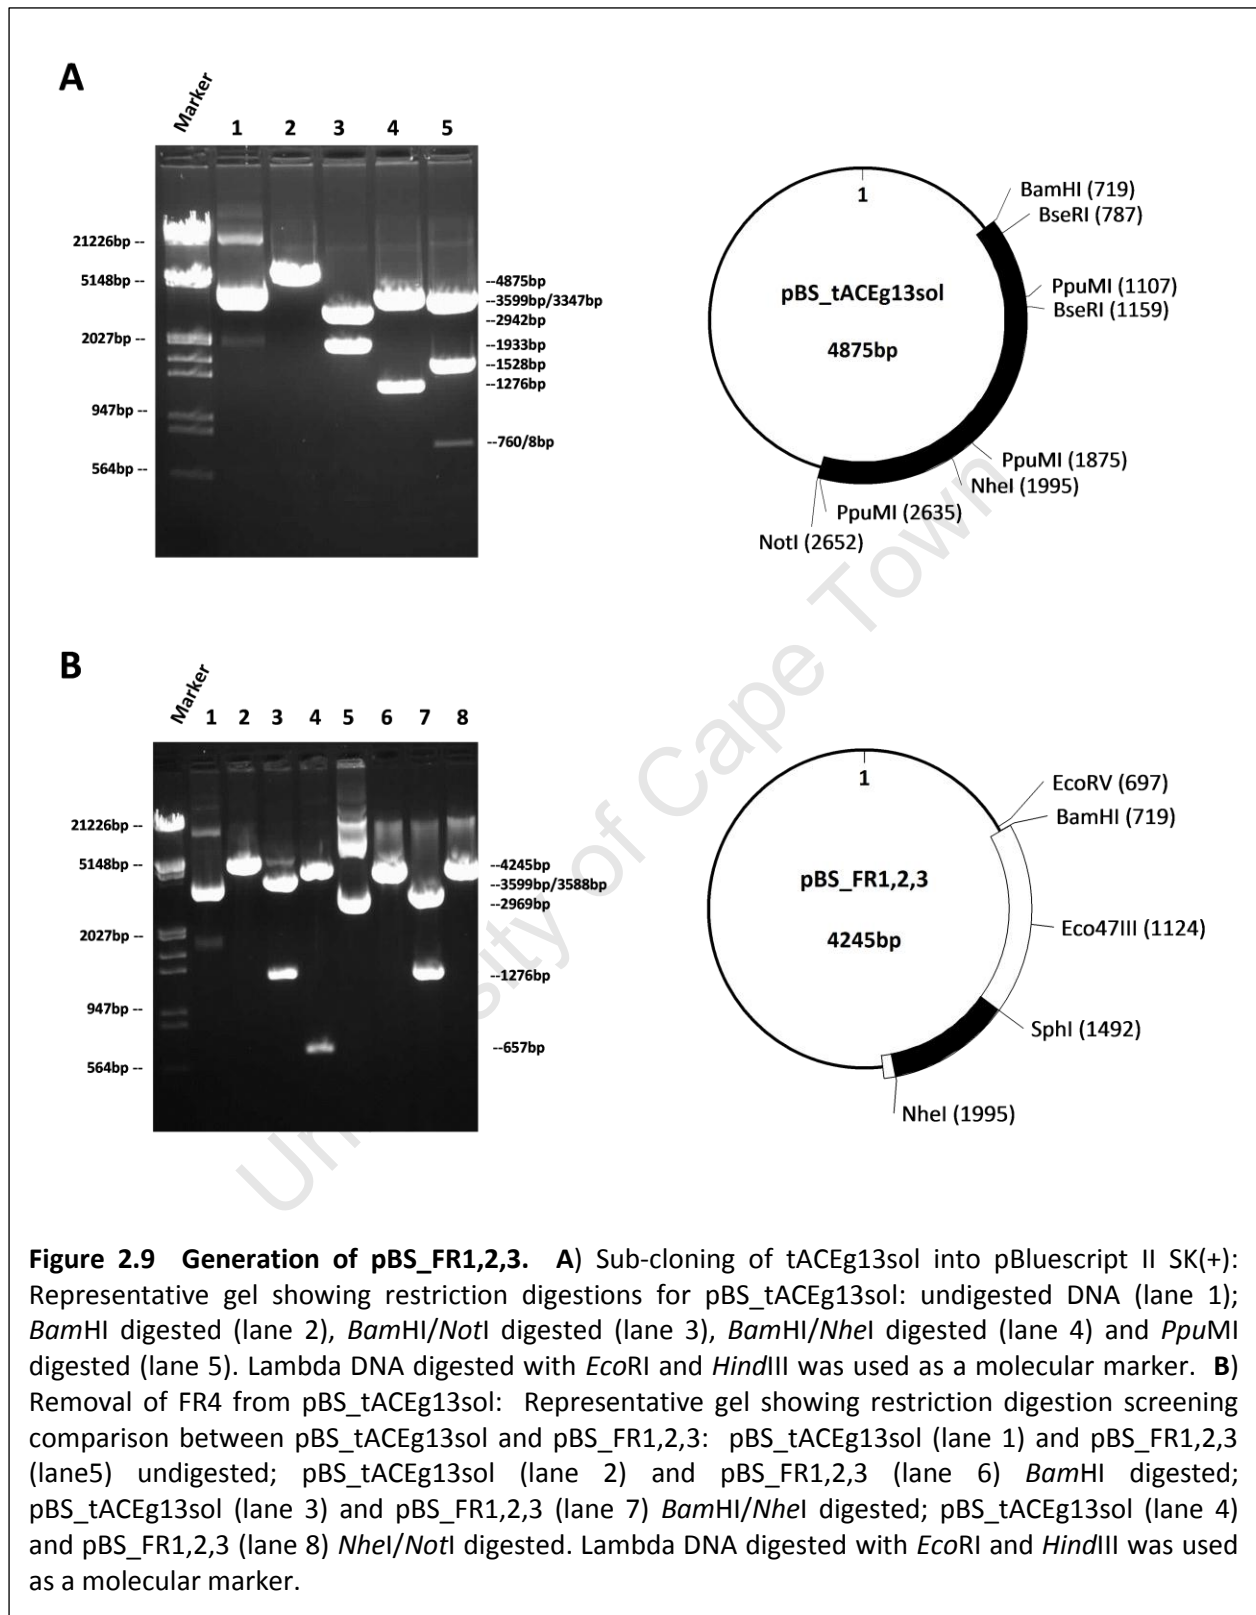 A
Marker
1 2 3 4 5
21226bp --
5148bp --
2027bp --
947bp --
564bp --
--4875bp
--3599bp/3347bp
--2942bp
--1933bp
--1528bp
--1276bp
--760/8bp
1
pBS_tACEg13sol
4875bp
BamHI (719)
BseRI (787)
PpuMI (1107)
BseRI (1159)
PpuMI (1875)
NheI (1995)
PpuMI (2635)
NotI (2652)
B
Marker
1 2 3 4 5 6 7 8
21226bp --
5148bp --
2027bp --
947bp --
564bp --
--4245bp
--3599bp/3588bp
--2969bp
--1276bp
--657bp
1
pBS_FR1,2,3
4245bp
EcoRV (697)
BamHI (719)
Eco47III (1124)
SphI (1492)
NheI (1995)
University of Cape Town
Figure 2.9 Generation of pBS_FR1,2,3. A) Sub-cloning of tACEg13sol into pBluescript II SK(+):
Representative gel showing restriction digestions for pBS_tACEg13sol: undigested DNA (lane 1);
BamHI digested (lane 2), BamHI/NotI digested (lane 3), BamHI/NheI digested (lane 4) and PpuMI
digested (lane 5). Lambda DNA digested with EcoRI and HindIII was used as a molecular marker. B)
Removal of FR4 from pBS_tACEg13sol: Representative gel showing restriction digestion screening
comparison between pBS_tACEg13sol and pBS_FR1,2,3: pBS_tACEg13sol (lane 1) and pBS_FR1,2,3
(lane5) undigested; pBS_tACEg13sol (lane 2) and pBS_FR1,2,3 (lane 6) BamHI digested;
pBS_tACEg13sol (lane 3) and pBS_FR1,2,3 (lane 7) BamHI/NheI digested; pBS_tACEg13sol (lane 4)
and pBS_FR1,2,3 (lane 8) NheI/NotI digested. Lambda DNA digested with EcoRI and HindIII was used
as a molecular marker.